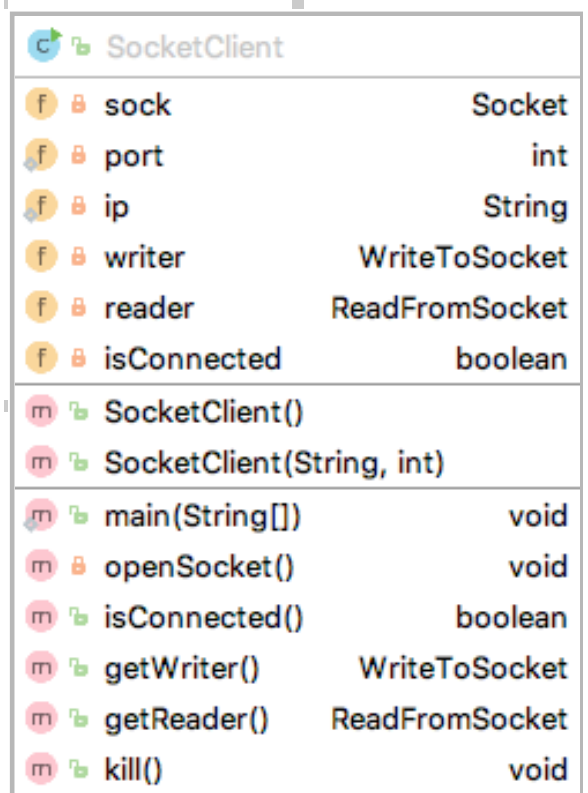 C SocketClient
f sock Socket
f port int
f ip String
f writer WriteToSocket
f reader ReadFromSocket
f isConnected boolean
m SocketClient()
m SocketClient(String, int)
m main(String[]) void
m openSocket() void
m isConnected() boolean
m getWriter() WriteToSocket
m getReader() ReadFromSocket
m kill() void